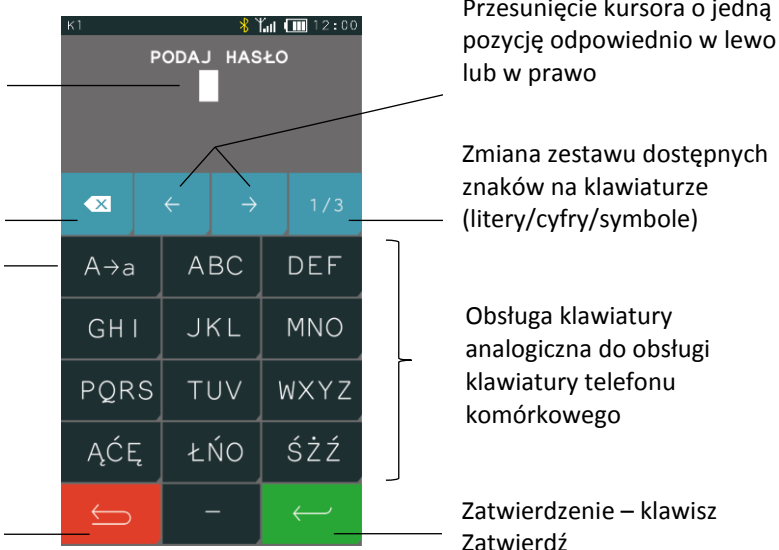 K1 12:00
PODAJ HASŁO
1/3
A→a ABC DEF
GHI JKL MNO
PQRS TUV WXYZ
ĄĆĘ ŁŃO ŚŻŹ
–
Przesunięcie kursora o jedną
pozycję odpowiednio w lewo
lub w prawo
Zmiana zestawu dostępnych
znaków na klawiaturze
(litery/cyfry/symbole)
Obsługa klawiatury
analogiczna do obsługi
klawiatury telefonu
komórkowego
Zatwierdzenie – klawisz
Zatwierdź